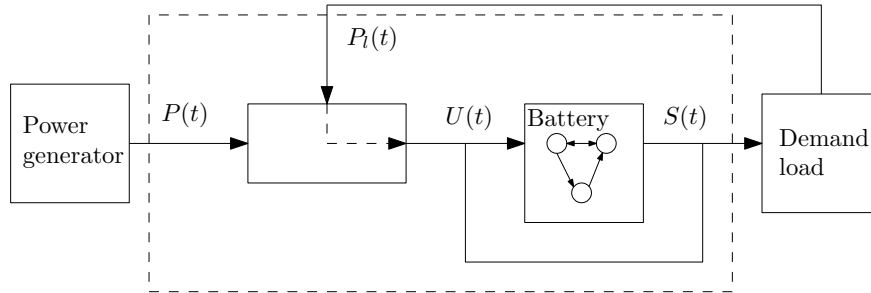 P_l(t)
P(t)
U(t)
Battery
S(t)
Power
generator
Demand
load